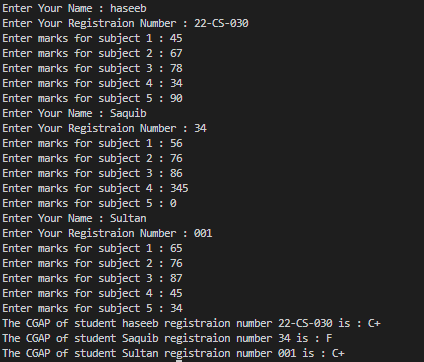 Enter Your Name : haseeb
Enter Your Registraion Number : 22-CS-030
Enter marks for subject 1 : 45
Enter marks for subject 2 : 67
Enter marks for subject 3 : 78
Enter marks for subject 4 : 34
Enter marks for subject 5 : 90
Enter Your Name : Saquib
Enter Your Registraion Number : 34
Enter marks for subject 1 : 56
Enter marks for subject 2 : 76
Enter marks for subject 3 : 86
Enter marks for subject 4 : 345
Enter marks for subject 5 : 0
Enter Your Name : Sultan
Enter Your Registraion Number : 001
Enter marks for subject 1 : 65
Enter marks for subject 2 : 76
Enter marks for subject 3 : 87
Enter marks for subject 4 : 45
Enter marks for subject 5 : 34
The CGAP of student haseeb registraion number 22-CS-030 is : C+
The CGAP of student Saquib registraion number 34 is : F
The CGAP of student Sultan registraion number 001 is : C+